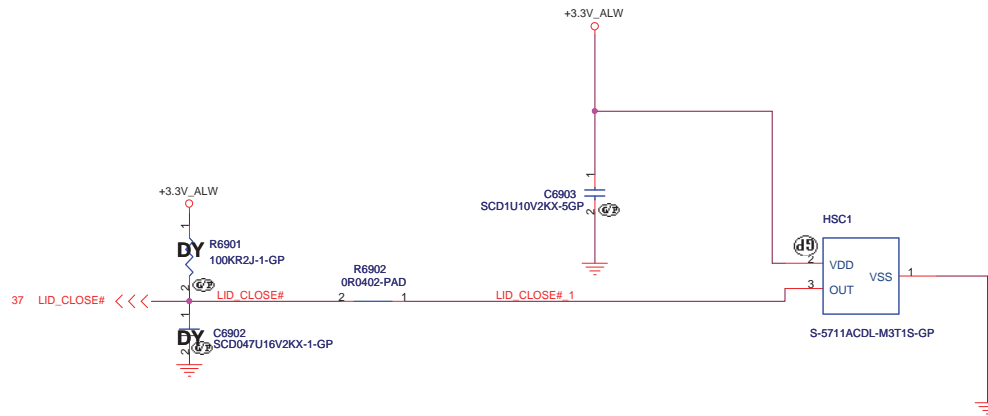 +3.3V_ALW
1
C6903
SCD1U10V2KX-5GP
2
G/P
+3.3V_ALW
1
DY
R6901
100KR2J-1-GP
2
G/P
HSC1
GP
2
VDD
VSS
1
3
OUT
S-5711ACDL-M3T1S-GP
R6902
0R0402-PAD
37
LID_CLOSE#
LID_CLOSE#
2
1
LID_CLOSE#_1
1
DY
C6902
SCD047U16V2KX-1-GP
2
G/P